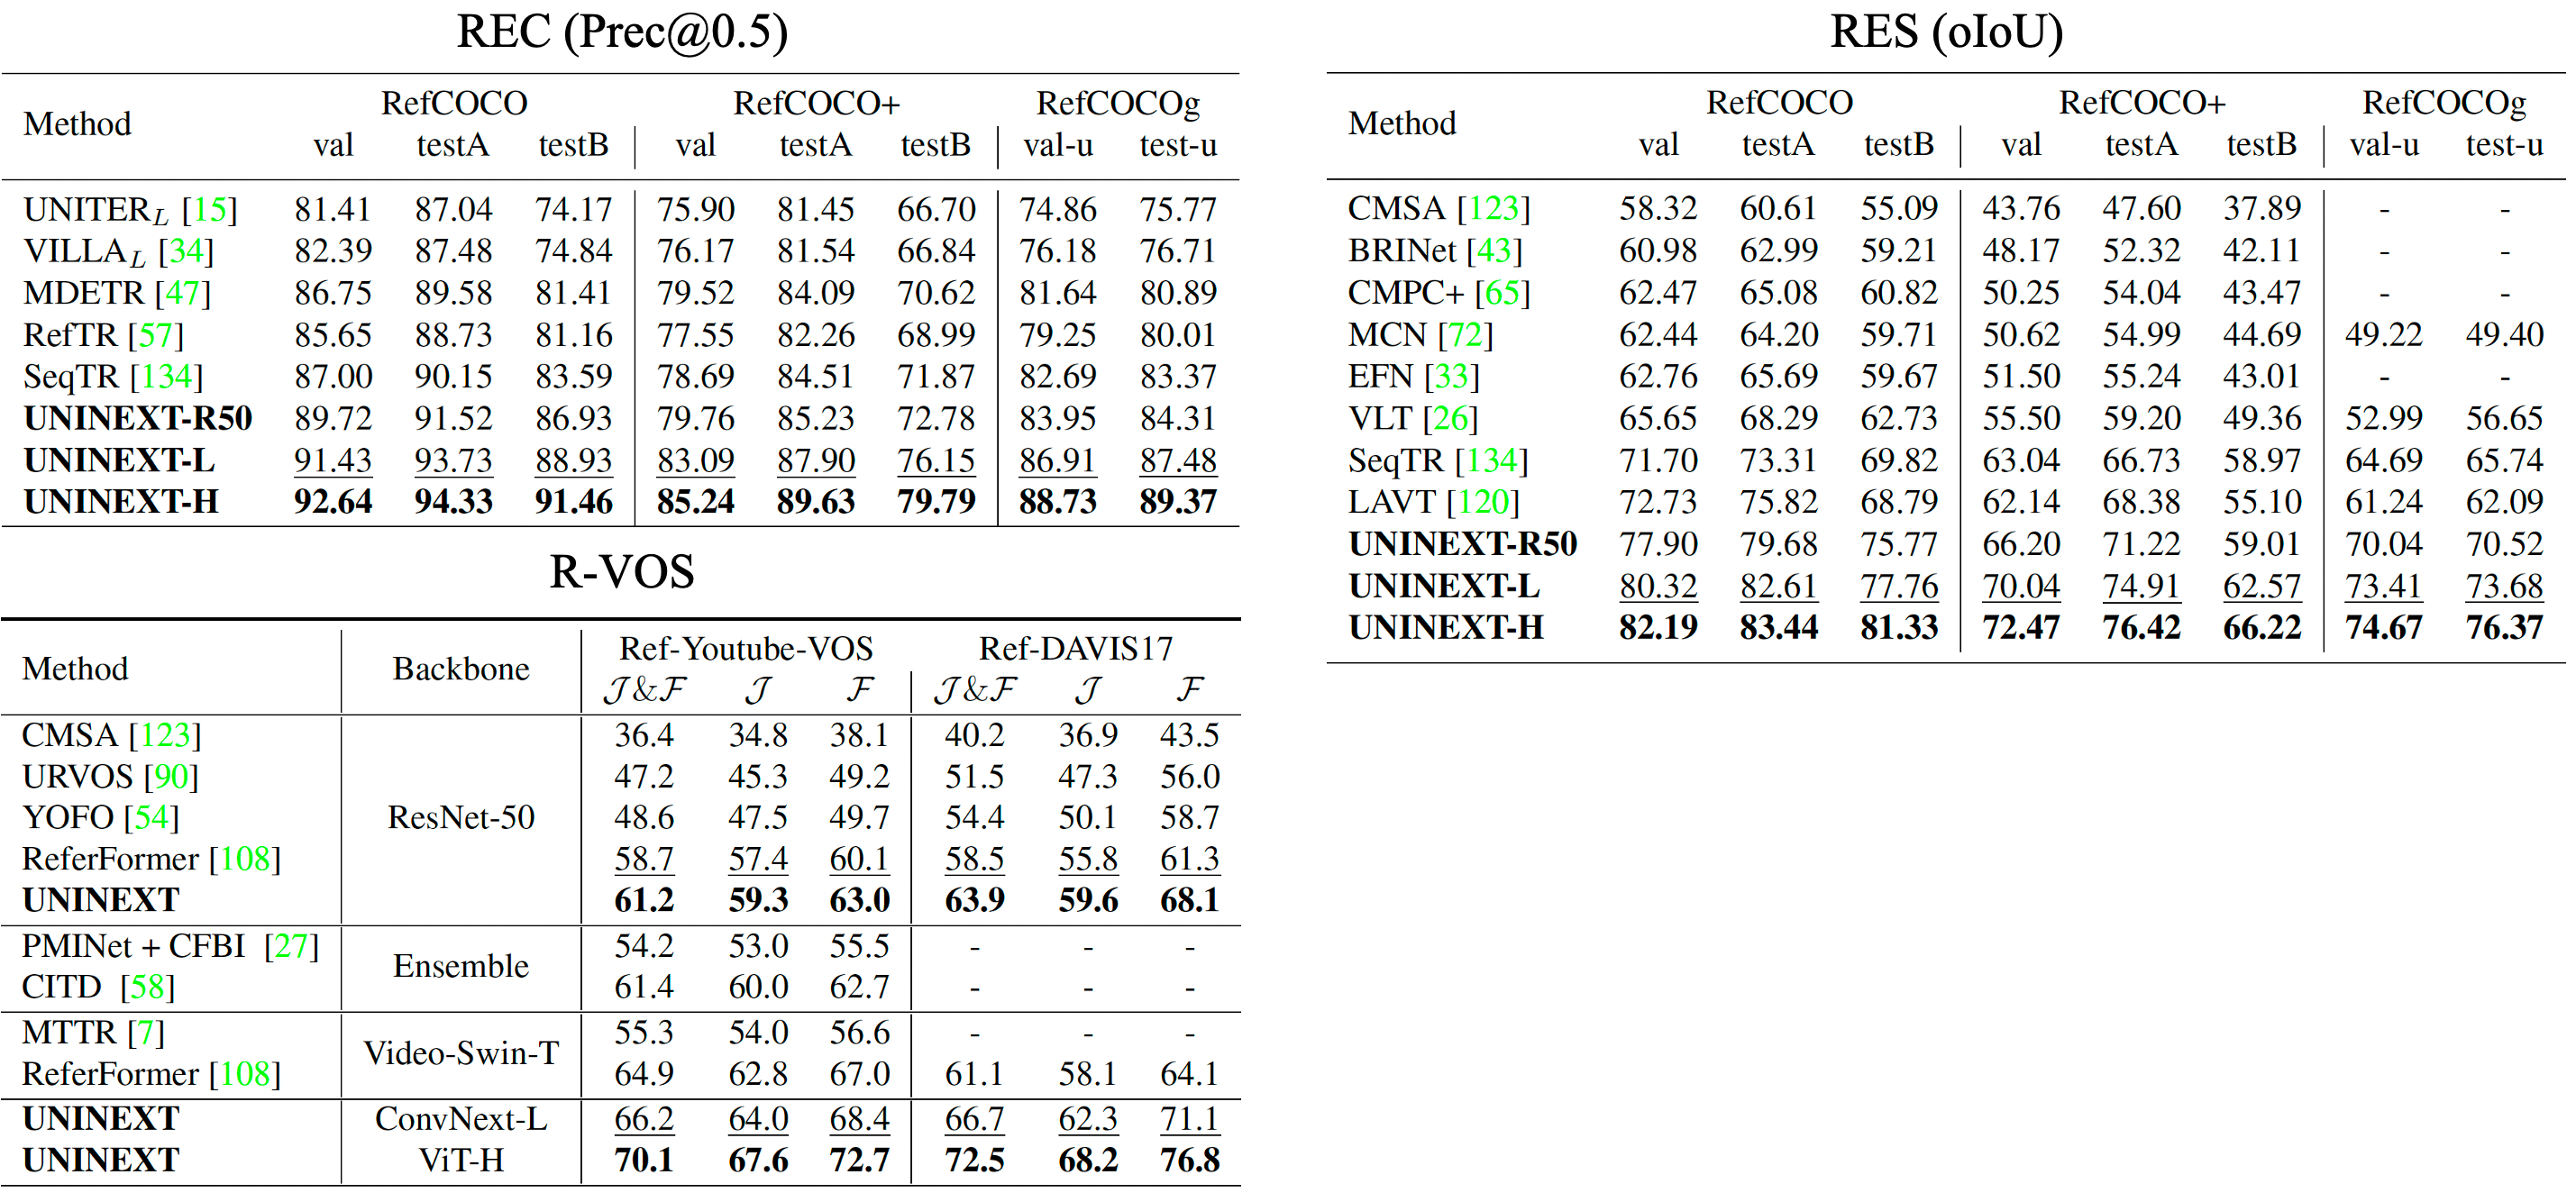 REC (Prec@0.5)
Method RefCOCO RefCOCO+ RefCOCOg
val testA testB val testA testB val-u test-u
UNITER_L [15] 81.41 87.04 74.17 75.90 81.45 66.70 74.86 75.77
VILLA_L [34] 82.39 87.48 74.84 76.17 81.54 66.84 76.18 76.71
MDETR [47] 86.75 89.58 81.41 79.52 84.09 70.62 81.64 80.89
RefTR [57] 85.65 88.73 81.16 77.55 82.26 68.99 79.25 80.01
SeqTR [134] 87.00 90.15 83.59 78.69 84.51 71.87 82.69 83.37
UNINEXT-R50 89.72 91.52 86.93 79.76 85.23 72.78 83.95 84.31
UNINEXT-L 91.43 93.73 88.93 83.09 87.90 76.15 86.91 87.48
UNINEXT-H 92.64 94.33 91.46 85.24 89.63 79.79 88.73 89.37
R-VOS
Method Backbone Ref-Youtube-VOS Ref-DAVIS17
𝒥&ℱ 𝒥 ℱ 𝒥&ℱ 𝒥 ℱ
CMSA [123] 36.4 34.8 38.1 40.2 36.9 43.5
URVOS [90] 47.2 45.3 49.2 51.5 47.3 56.0
YOFO [54] ResNet-50 48.6 47.5 49.7 54.4 50.1 58.7
ReferFormer [108] 58.7 57.4 60.1 58.5 55.8 61.3
UNINEXT 61.2 59.3 63.0 63.9 59.6 68.1
PMINet + CFBI [27] Ensemble 54.2 53.0 55.5 - - -
CITD [58] 61.4 60.0 62.7 - - -
MTTR [7] Video-Swin-T 55.3 54.0 56.6 - - -
ReferFormer [108] 64.9 62.8 67.0 61.1 58.1 64.1
UNINEXT ConvNext-L 66.2 64.0 68.4 66.7 62.3 71.1
UNINEXT ViT-H 70.1 67.6 72.7 72.5 68.2 76.8
RES (oIoU)
Method RefCOCO RefCOCO+ RefCOCOg
val testA testB val testA testB val-u test-u
CMSA [123] 58.32 60.61 55.09 43.76 47.60 37.89 - -
BRINet [43] 60.98 62.99 59.21 48.17 52.32 42.11 - -
CMPC+ [65] 62.47 65.08 60.82 50.25 54.04 43.47 - -
MCN [72] 62.44 64.20 59.71 50.62 54.99 44.69 49.22 49.40
EFN [33] 62.76 65.69 59.67 51.50 55.24 43.01 - -
VLT [26] 65.65 68.29 62.73 55.50 59.20 49.36 52.99 56.65
SeqTR [134] 71.70 73.31 69.82 63.04 66.73 58.97 64.69 65.74
LAVT [120] 72.73 75.82 68.79 62.14 68.38 55.10 61.24 62.09
UNINEXT-R50 77.90 79.68 75.77 66.20 71.22 59.01 70.04 70.52
UNINEXT-L 80.32 82.61 77.76 70.04 74.91 62.57 73.41 73.68
UNINEXT-H 82.19 83.44 81.33 72.47 76.42 66.22 74.67 76.37